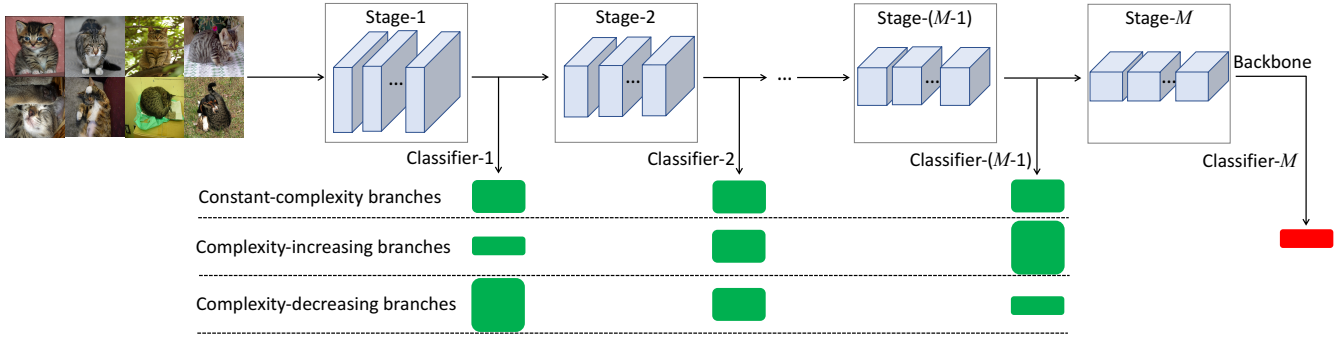 Stage-1
Stage-2
Stage-(M-1)
Stage-M
...
...
...
...
...
Backbone
Classifier-1
Classifier-2
Classifier-(M-1)
Classifier-M
Constant-complexity branches
Complexity-increasing branches
Complexity-decreasing branches